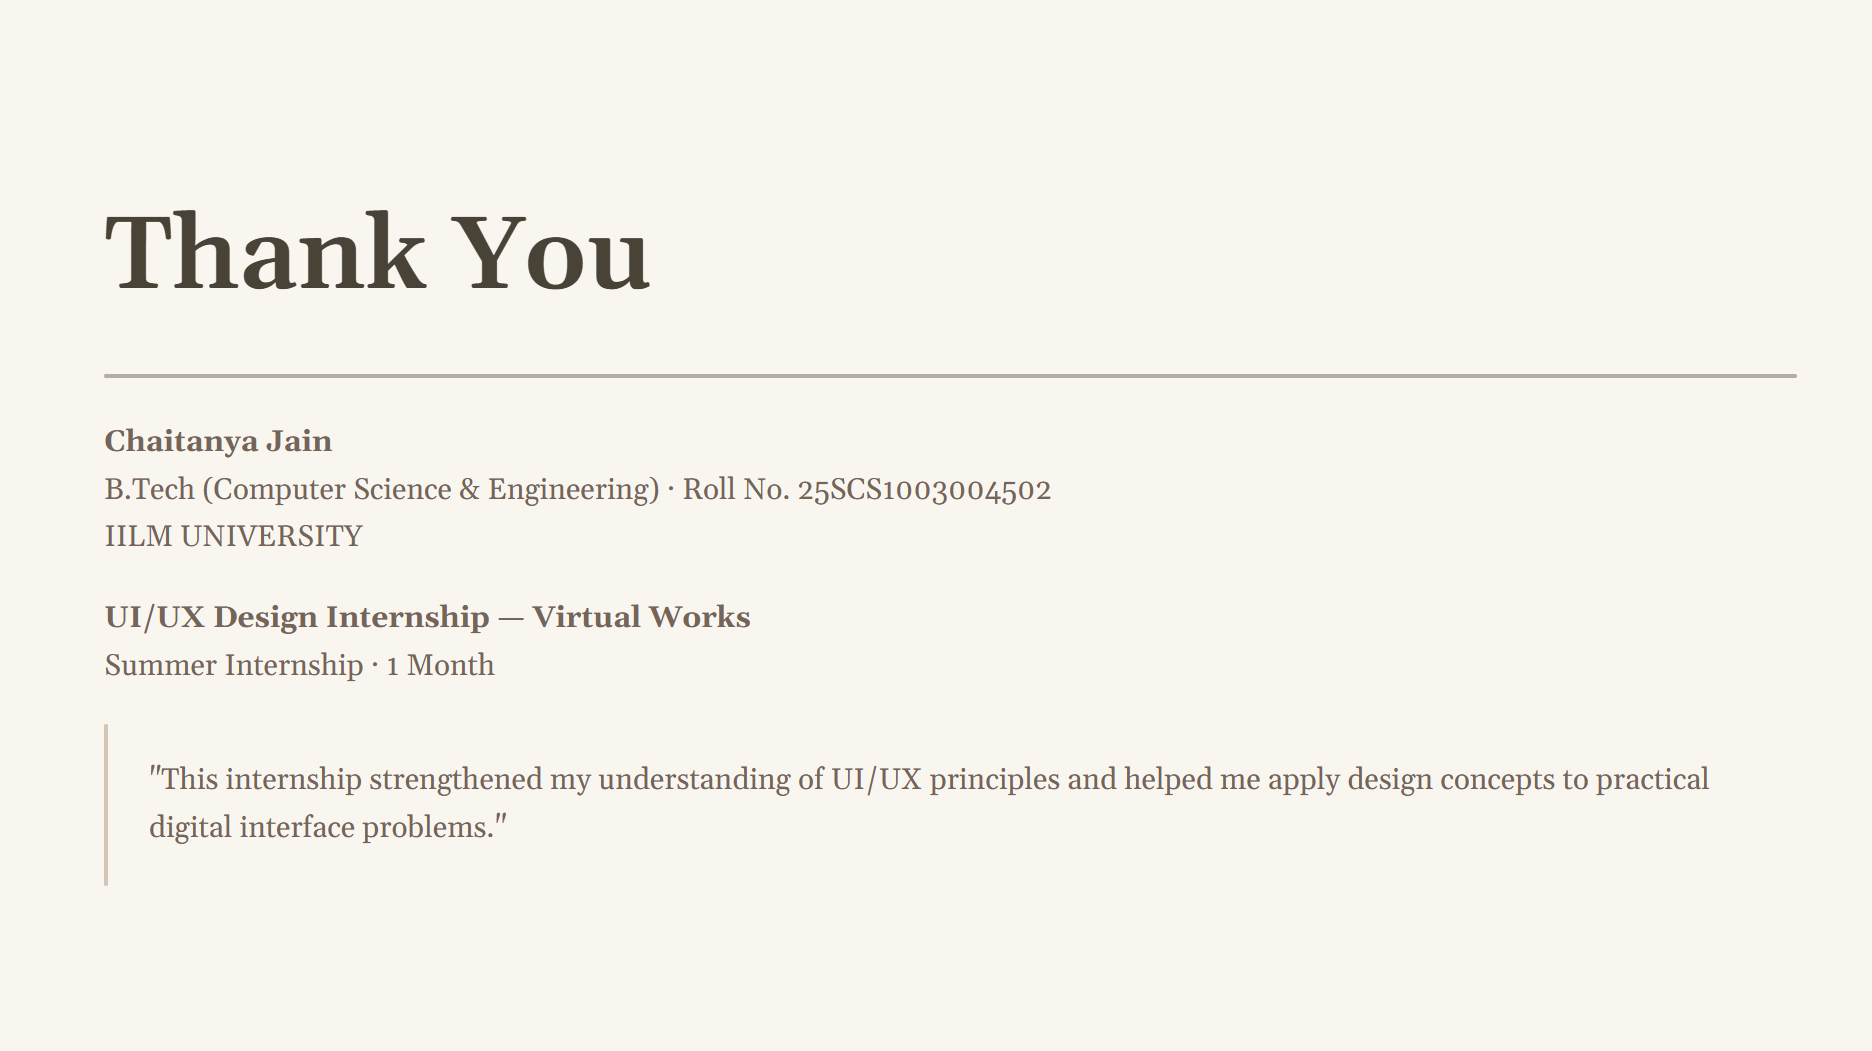 Thank You
Chaitanya Jain
B.Tech (Computer Science & Engineering) · Roll No. 25SCS1003004502
IILM UNIVERSITY
UI/UX Design Internship — Virtual Works
Summer Internship · 1 Month
"This internship strengthened my understanding of UI/UX principles and helped me apply design concepts to practical
digital interface problems."